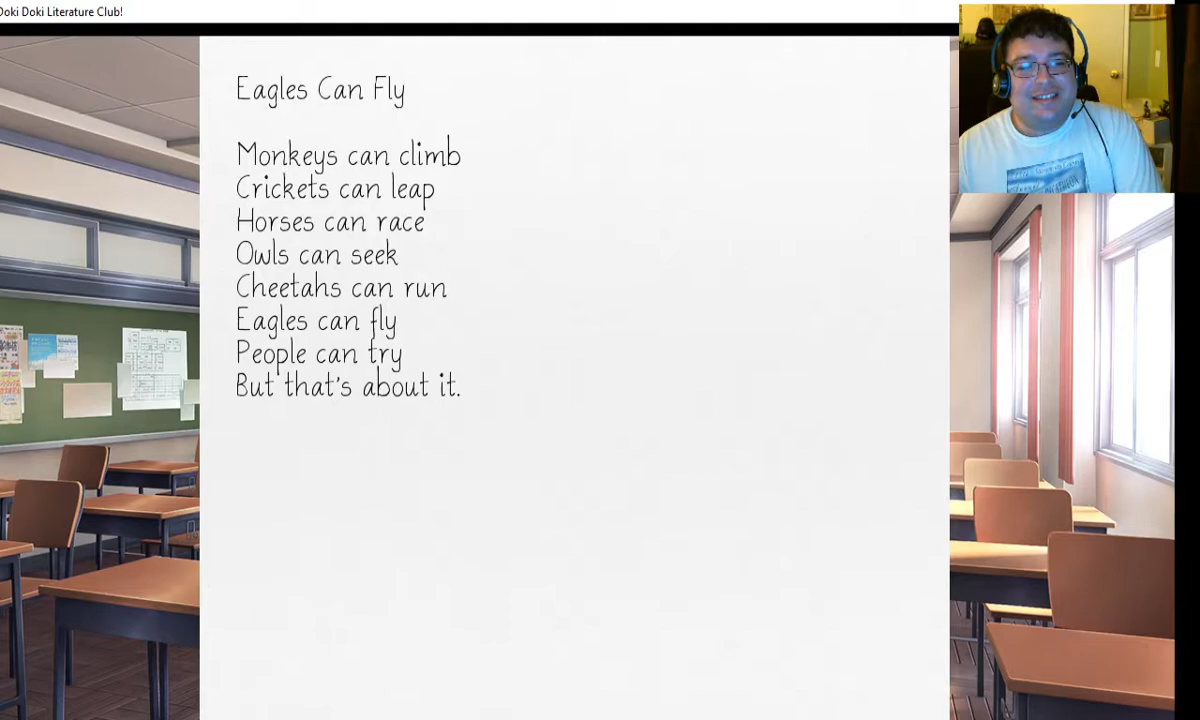 Doki Doki Literature Club!
Eagles Can Fly
Monkeys can climb
Crickets can leap
Horses can race
Owls can seek
Cheetahs can run
Eagles can fly
People can try
But that's about it.